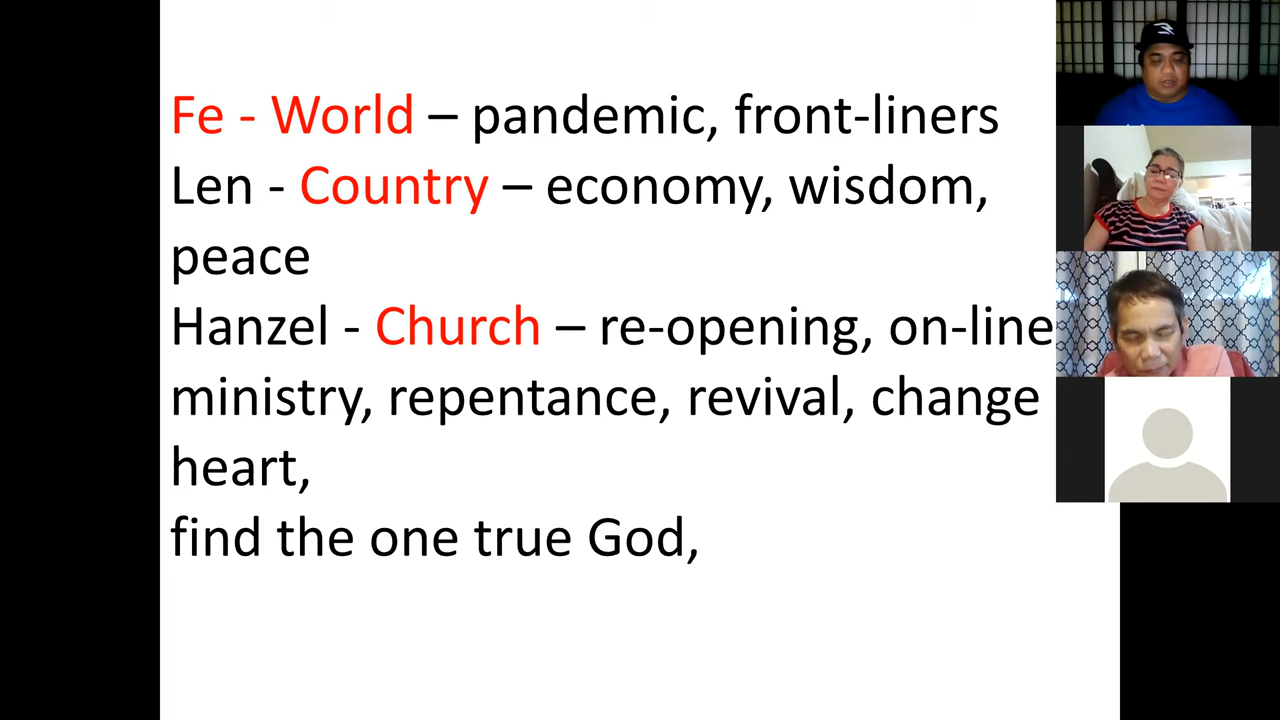 Fe - World – pandemic, front-liners
Len - Country – economy, wisdom,
peace
Hanzel - Church – re-opening, on-line
ministry, repentance, revival, change
heart,
find the one true God,